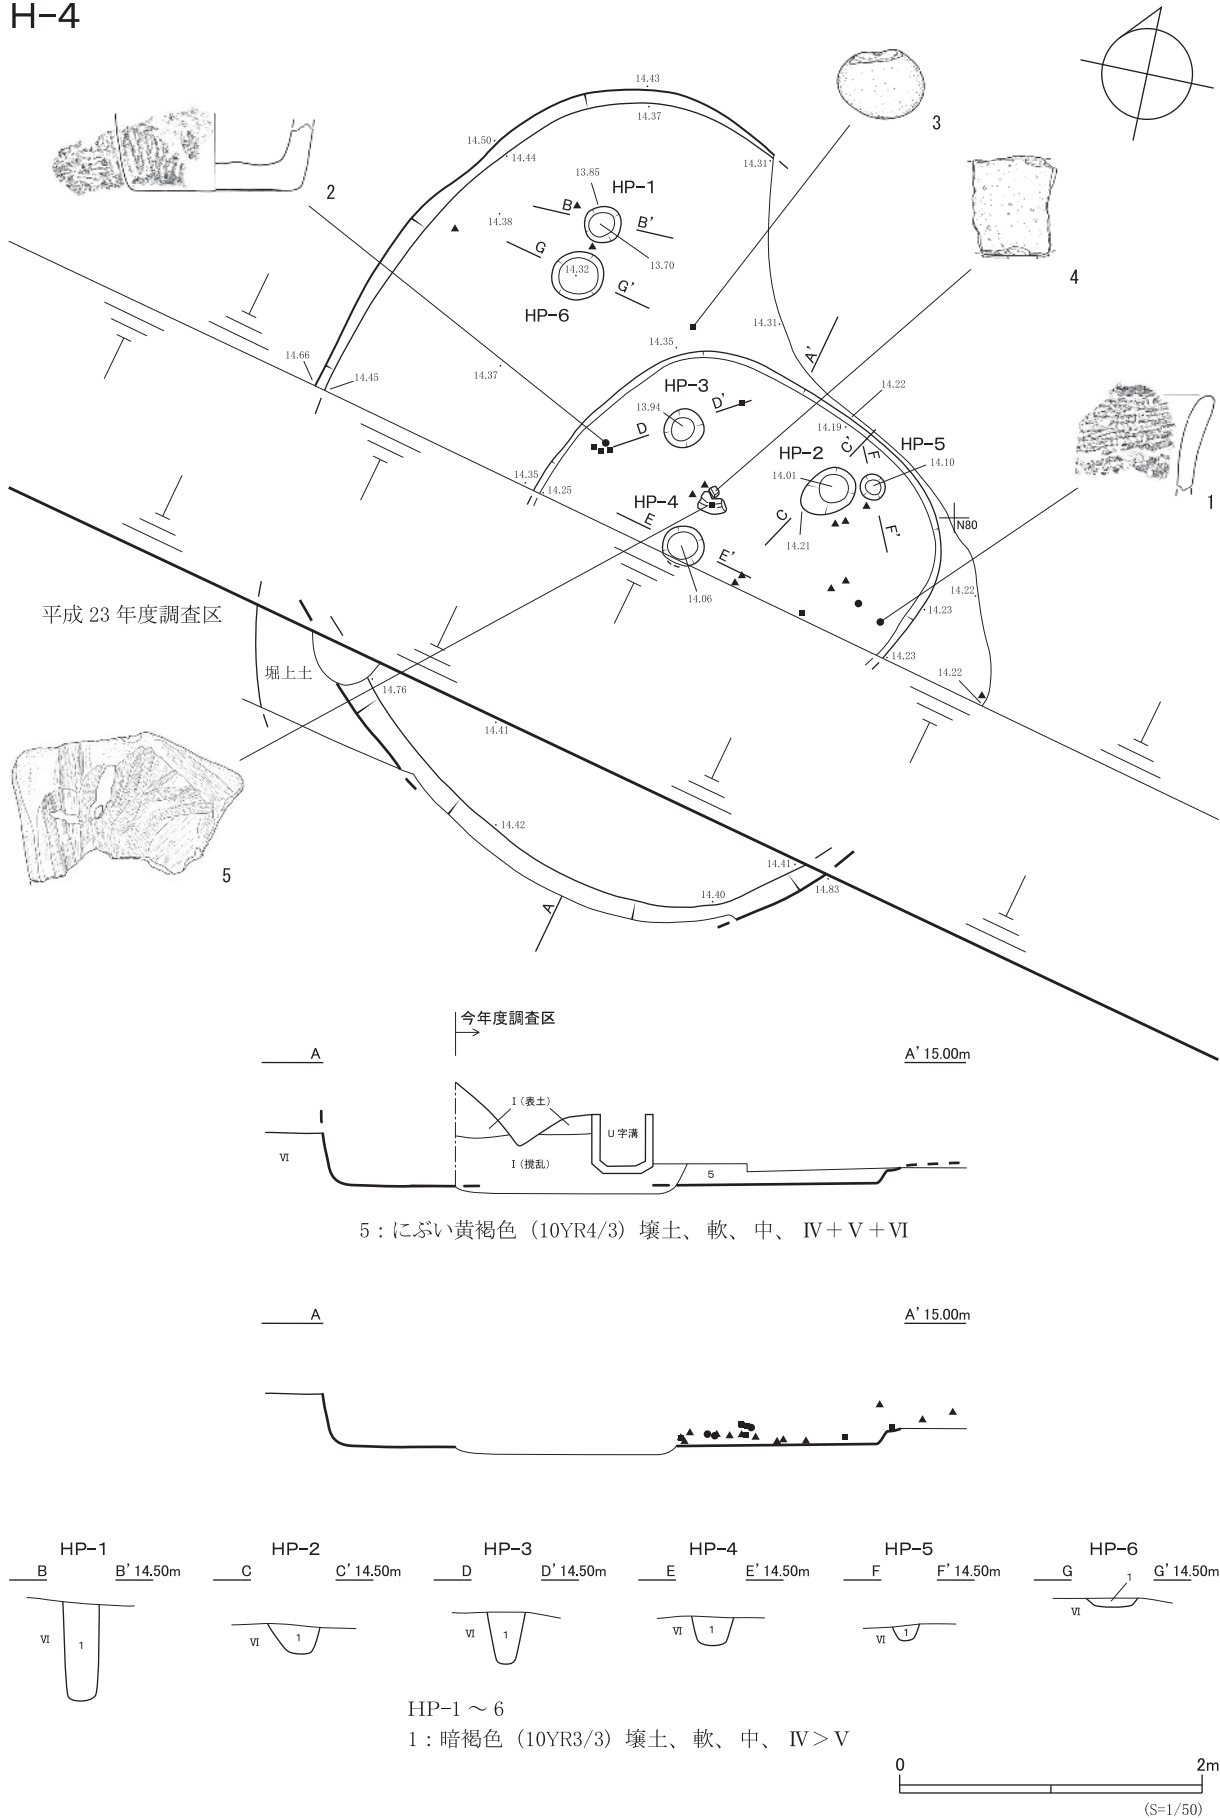 H-4
14.43
14.37
3
14.50
14.44
14.31
2
13.85
HP-1
B
B'
14.38
G
14.32
13.70
G'
4
HP-6
14.31
14.35
A'
14.66
14.45
14.37
14.22
HP-3
D'
13.94
D
14.19
C'
F
HP-5
HP-2
14.10
14.35
14.25
14.01
HP-4
E
1
C
F'
N80
14.21
E'
14.06
14.22
14.23
平成 23 年度調査区
14.23
堀上土
14.22
14.76
14.41
14.42
5
14.41
14.83
14.40
A
今年度調査区
A
A' 15.00m
Ⅰ(表土)
U 字溝
Ⅵ
Ⅰ(撹乱)
5
5：にぶい黄褐色（10YR4/3）壌土、軟、中、Ⅳ＋Ⅴ＋Ⅵ
A
A' 15.00m
HP-1 HP-2 HP-3 HP-4 HP-5 HP-6
B B' 14.50m C C' 14.50m D D' 14.50m E E' 14.50m F F' 14.50m G G' 14.50m
Ⅵ 1 Ⅵ 1 Ⅵ 1 Ⅵ 1 Ⅵ 1 Ⅵ 1
HP-1 ～ 6
1：暗褐色（10YR3/3）壌土、軟、中、Ⅳ＞Ⅴ
0 2m
(S=1/50)